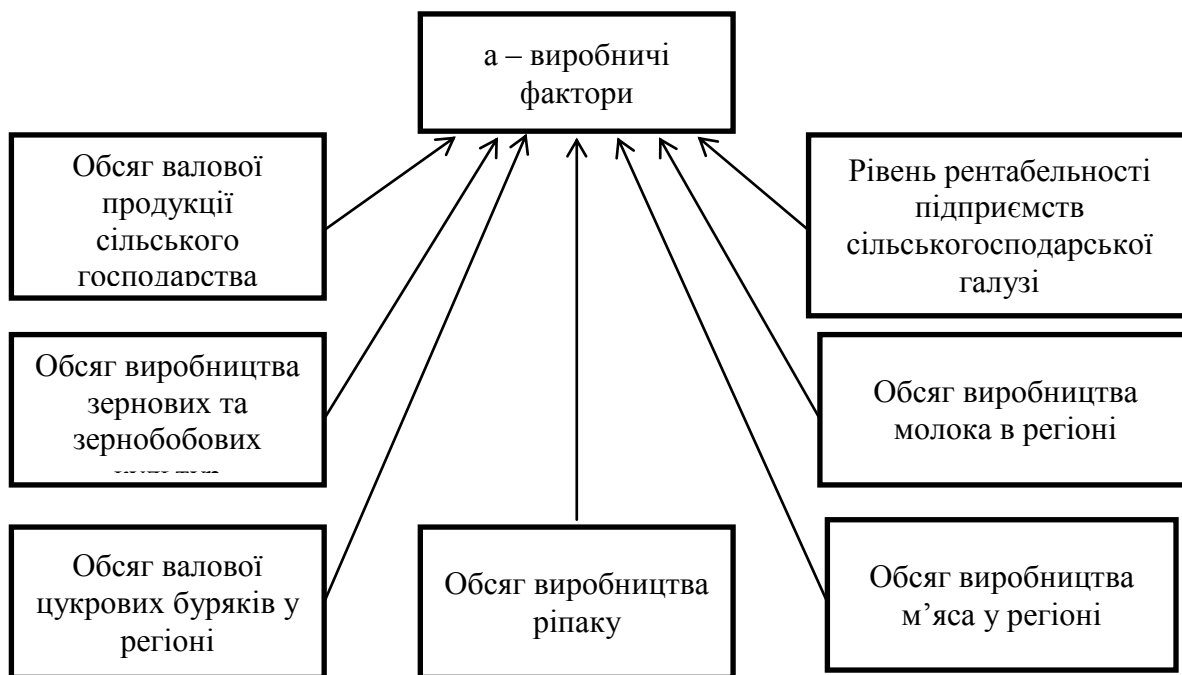 а – виробничі
фактори
Обсяг валової
продукції
сільського
господарства
Рівень рентабельності
підприємств
сільськогосподарської
галузі
Обсяг виробництва
зернових та
зернобобових
культур
Обсяг виробництва
молока в регіоні
Обсяг валової
цукрових буряків у
регіоні
Обсяг виробництва
ріпаку
Обсяг виробництва
м’яса у регіоні